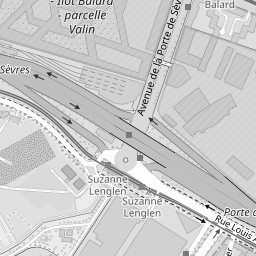 - Îlot Balard
- parcelle
Valin
Balard
Sèvres
Avenue de la Porte de Sèv
Suzanne
Lenglen
Suzanne
Lenglen
Porte d
Rue Louis A